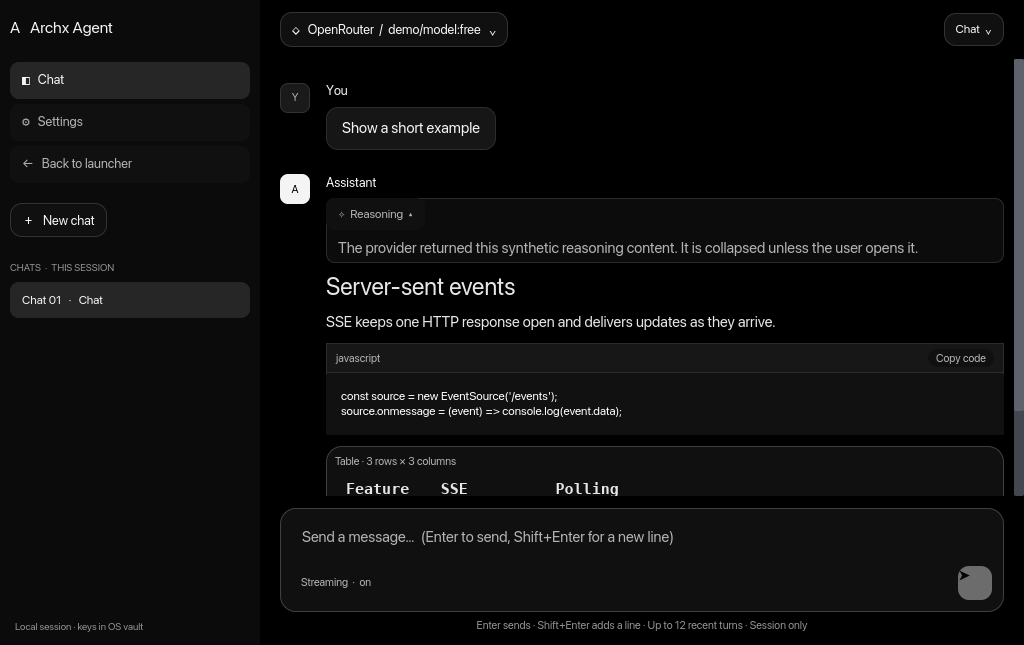 A Archx Agent
Chat
Settings
← Back to launcher
+ New chat
CHATS · THIS SESSION
Chat 01 · Chat
Local session · keys in OS vault
OpenRouter / demo/model:free
Chat
Y
You
Show a short example
A
Assistant
Reasoning
The provider returned this synthetic reasoning content. It is collapsed unless the user opens it.
Server-sent events
SSE keeps one HTTP response open and delivers updates as they arrive.
javascript
Copy code
const source = new EventSource('/events');
source.onmessage = (event) => console.log(event.data);
Table · 3 rows × 3 columns
Feature SSE Polling
Send a message... (Enter to send, Shift+Enter for a new line)
Streaming · on
Enter sends · Shift+Enter adds a line · Up to 12 recent turns · Session only